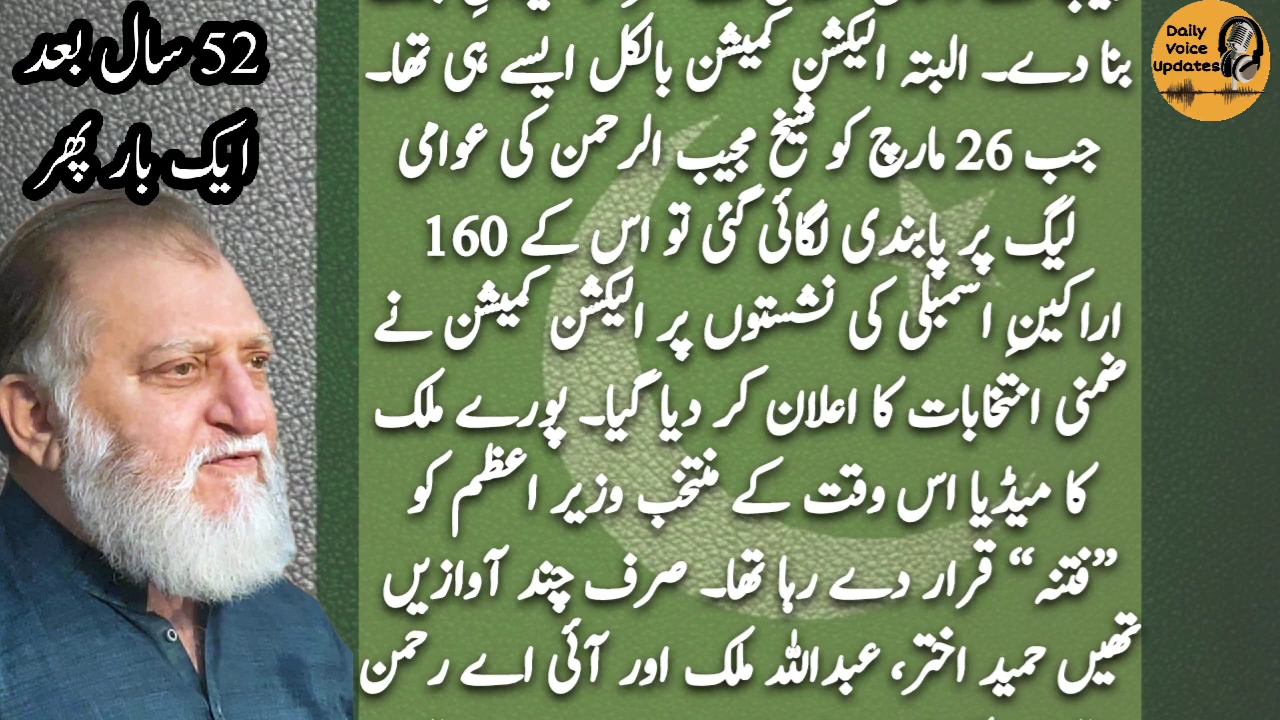 52 سال بعد
ایک بار پھر
Daily
Voice
Updates
بنا دے۔ البتہ الیکشن کمیشن بالکل ایسے ہی تھا۔
جب 26 مارچ کو شیخ مجیب الرحمن کی عوامی
لیگ پر پابندی لگائی گئی تو اس کے 160
اراکینِ اسمبلی کی نشستوں پر الیکشن کمیشن نے
ضمنی انتخابات کا اعلان کر دیا گیا۔ پورے ملک
کا میڈیا اس وقت کے منتخب وزیر اعظم کو
”فتنہ“ قرار دے رہا تھا۔ صرف چند آوازیں
تھیں حمید اختر، عبداللہ ملک اور آئی اے رحمن